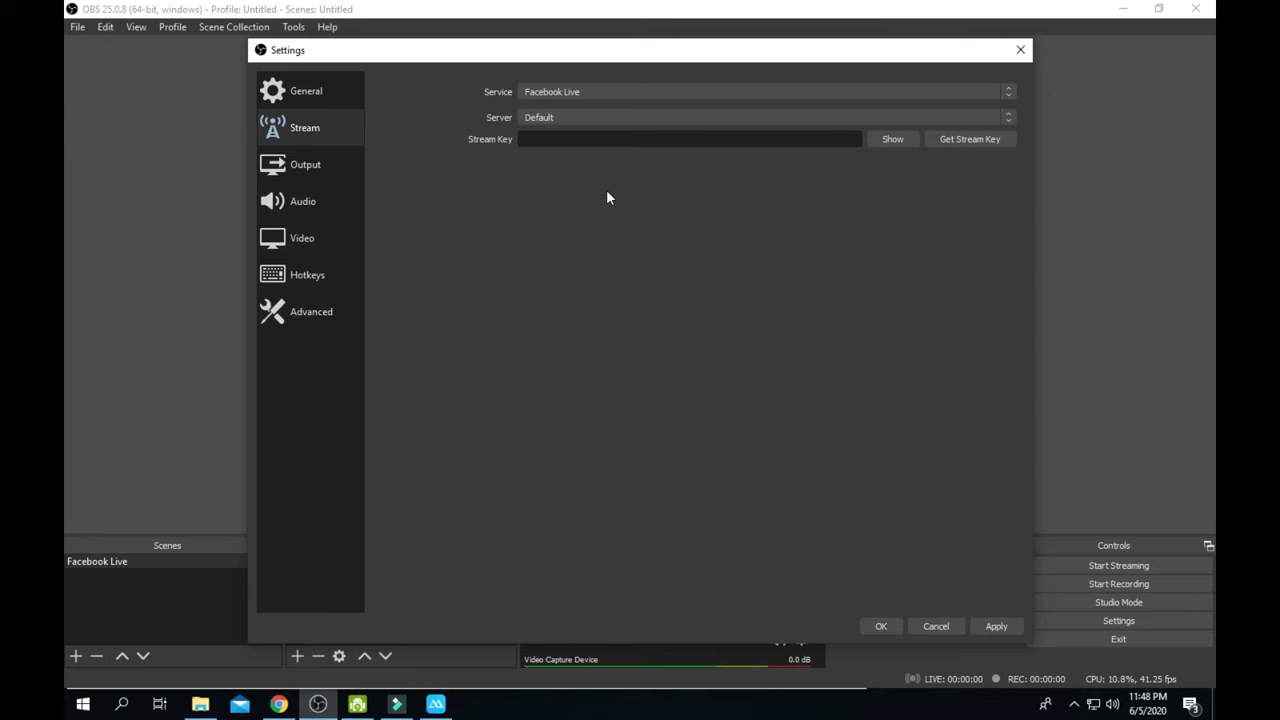 OBS 25.0.8 (64-bit, windows) - Profile: Untitled - Scenes: Untitled
File Edit View Profile Scene Collection Tools Help
Settings
General
Stream
Output
Audio
Video
Hotkeys
Advanced
Service Facebook Live
Server Default
Stream Key Show Get Stream Key
OK Cancel Apply
Scenes
Facebook Live
Video Capture Device 0.0 dB
Controls
Start Streaming
Start Recording
Studio Mode
Settings
Exit
LIVE: 00:00:00 REC: 00:00:00 CPU: 10.8%, 41.25 fps
11:48 PM
6/5/2020
3